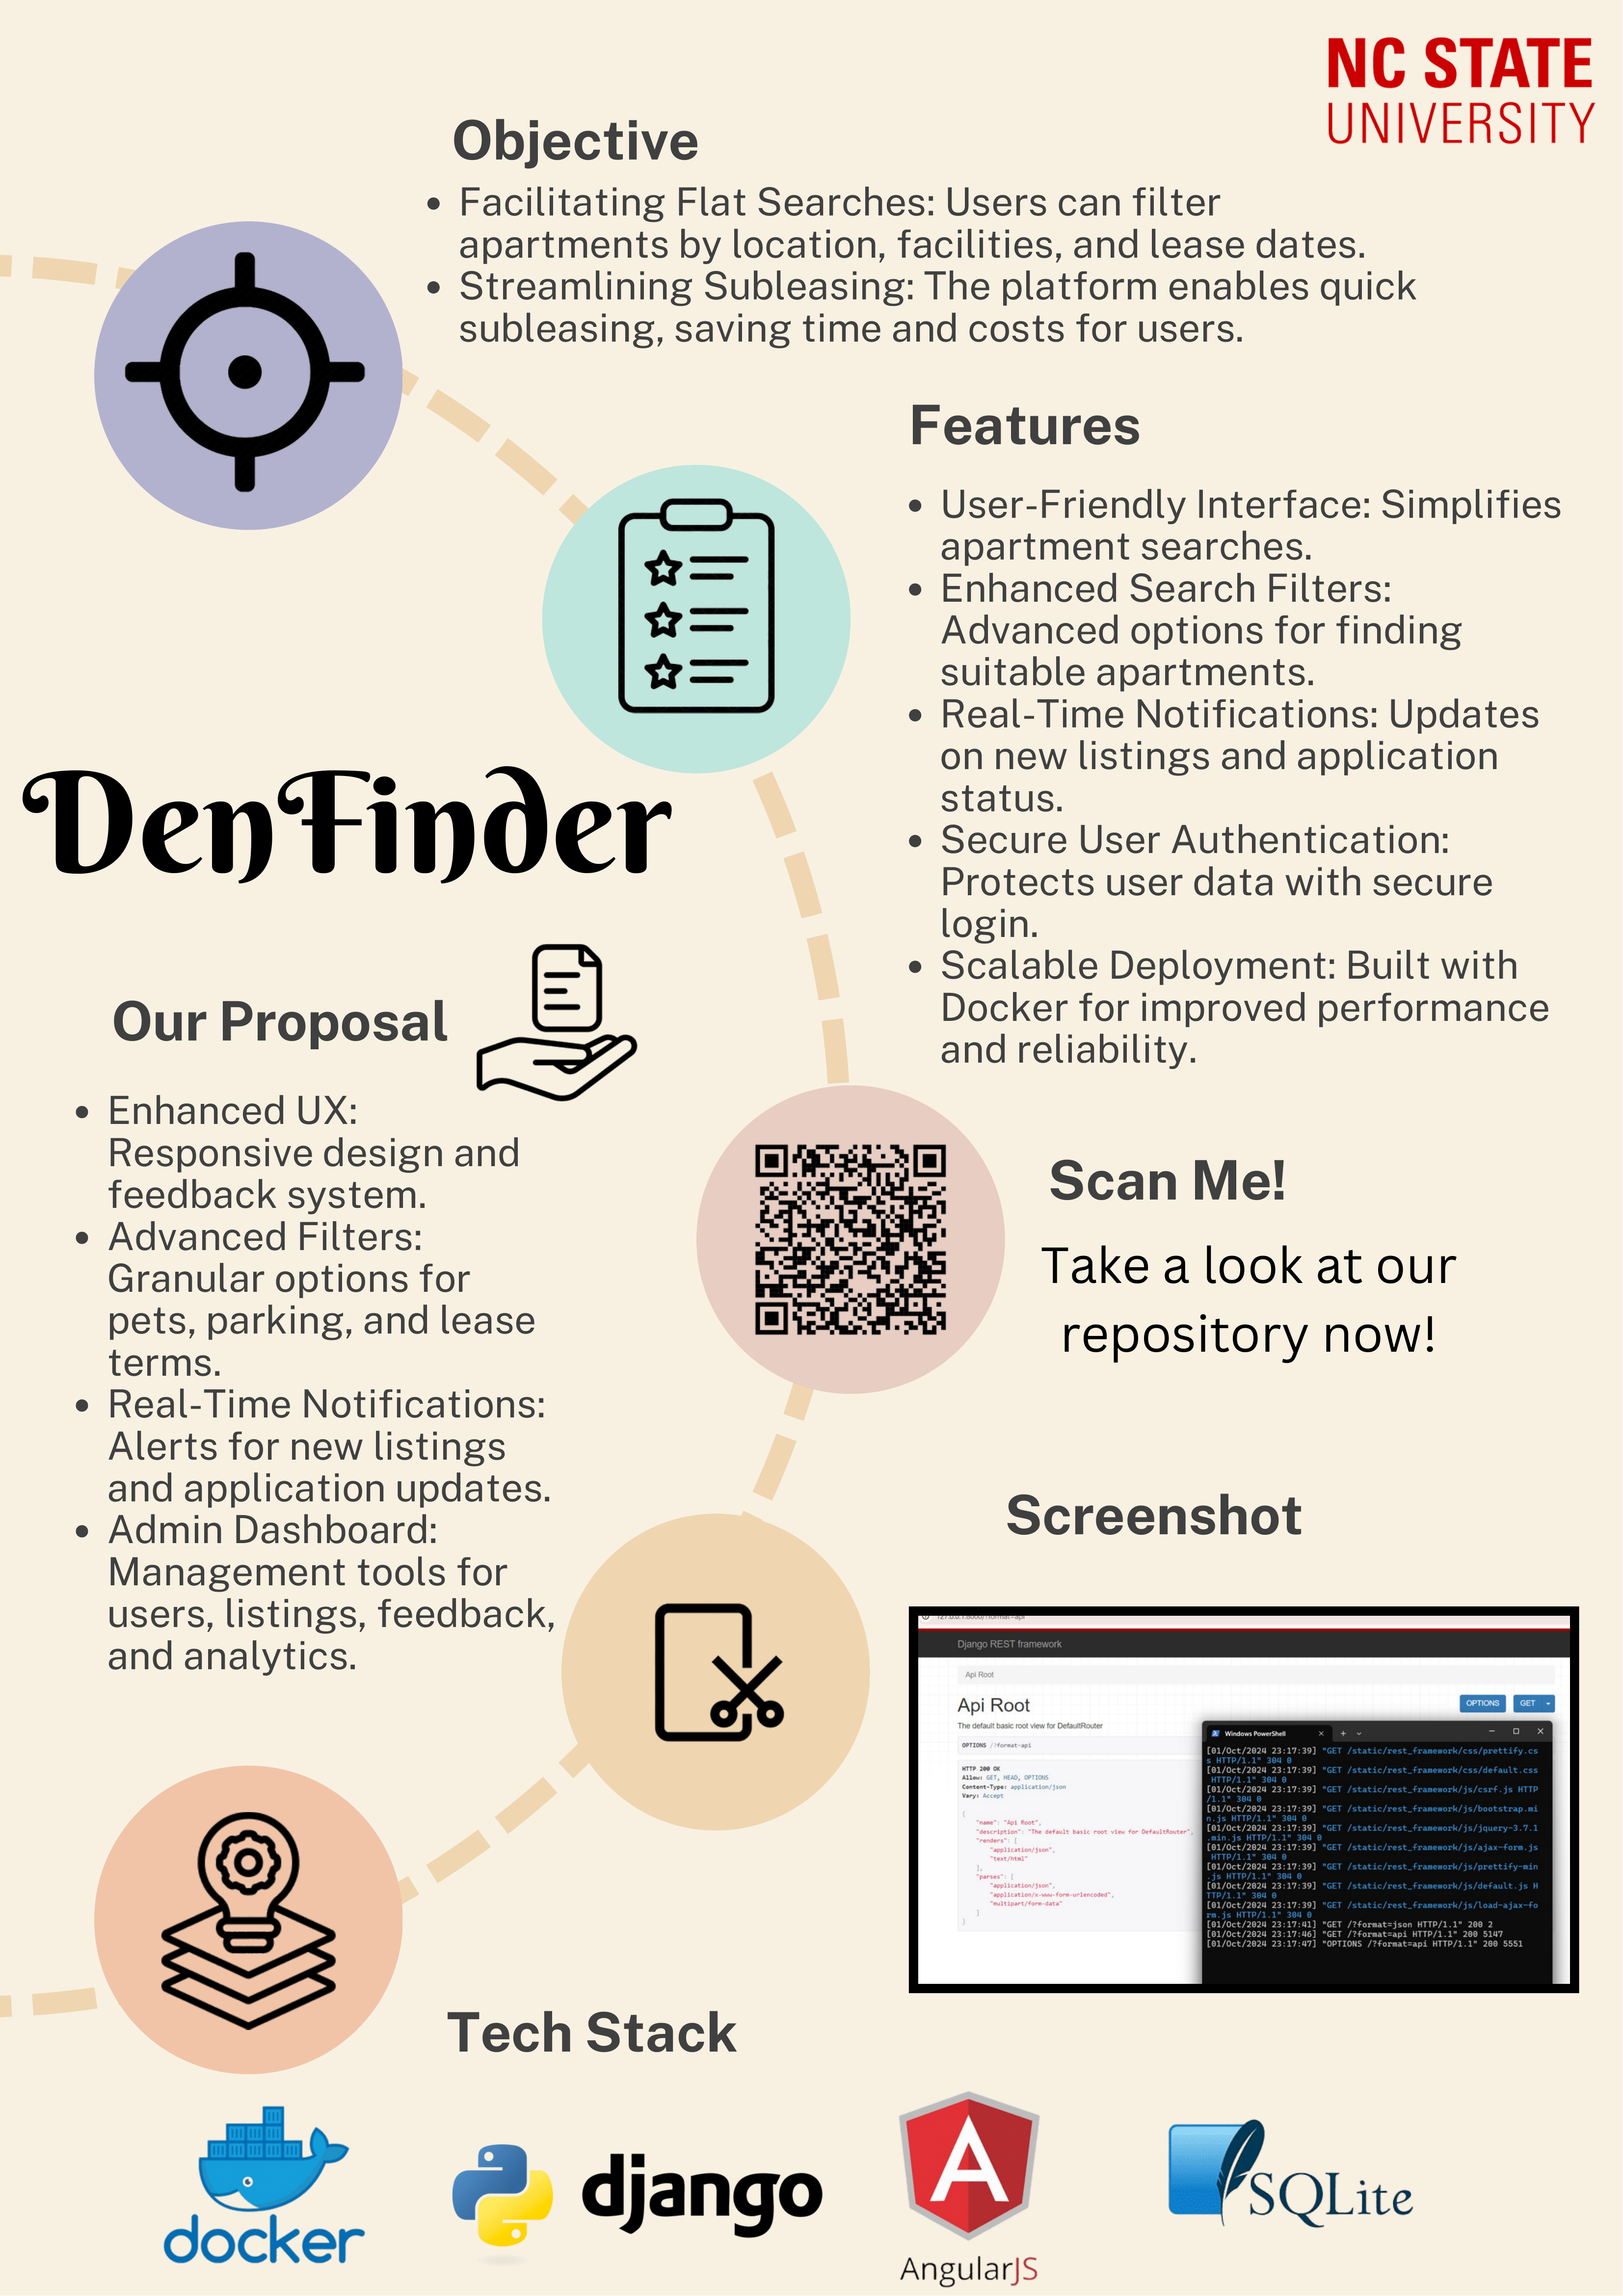 NC STATE
UNIVERSITY
Objective
• Facilitating Flat Searches: Users can filter
apartments by location, facilities, and lease dates.
• Streamlining Subleasing: The platform enables quick
subleasing, saving time and costs for users.
Features
• User-Friendly Interface: Simplifies
apartment searches.
• Enhanced Search Filters:
Advanced options for finding
suitable apartments.
• Real-Time Notifications: Updates
on new listings and application
status.
• Secure User Authentication:
Protects user data with secure
login.
• Scalable Deployment: Built with
Docker for improved performance
and reliability.
DenFinder
Our Proposal
• Enhanced UX:
Responsive design and
feedback system.
• Advanced Filters:
Granular options for
pets, parking, and lease
terms.
• Real-Time Notifications:
Alerts for new listings
and application updates.
• Admin Dashboard:
Management tools for
users, listings, feedback,
and analytics.
Scan Me!
Take a look at our
repository now!
Screenshot
Django REST framework
Api Root
Api Root
OPTIONS
GET
The default basic root view for DefaultRouter
OPTIONS /?format=api
HTTP 200 OK
Allow: GET, HEAD, OPTIONS
Content-Type: application/json
Vary: Accept
{
"name": "Api Root",
"description": "The default basic root view for DefaultRouter",
"renders": [
"application/json",
"text/html"
],
"parses": [
"application/json",
"application/x-www-form-urlencoded",
"multipart/form-data"
]
}
Windows PowerShell
[01/Oct/2024 23:17:39] "GET /static/rest_framework/css/prettify.cs
s HTTP/1.1" 304 0
[01/Oct/2024 23:17:39] "GET /static/rest_framework/css/default.css
HTTP/1.1" 304 0
[01/Oct/2024 23:17:39] "GET /static/rest_framework/js/csrf.js HTTP
/1.1" 304 0
[01/Oct/2024 23:17:39] "GET /static/rest_framework/js/bootstrap.mi
n.js HTTP/1.1" 304 0
[01/Oct/2024 23:17:39] "GET /static/rest_framework/js/jquery-3.7.1
.min.js HTTP/1.1" 304 0
[01/Oct/2024 23:17:39] "GET /static/rest_framework/js/ajax-form.js
HTTP/1.1" 304 0
[01/Oct/2024 23:17:39] "GET /static/rest_framework/js/prettify-min
.js HTTP/1.1" 304 0
[01/Oct/2024 23:17:39] "GET /static/rest_framework/js/default.js H
TTP/1.1" 304 0
[01/Oct/2024 23:17:39] "GET /static/rest_framework/js/load-ajax-fo
rm.js HTTP/1.1" 304 0
[01/Oct/2024 23:17:41] "GET /?format=json HTTP/1.1" 200 2
[01/Oct/2024 23:17:46] "GET /?format=api HTTP/1.1" 200 5147
[01/Oct/2024 23:17:47] "OPTIONS /?format=api HTTP/1.1" 200 5551
Tech Stack
docker
django
AngularJS
SQLite